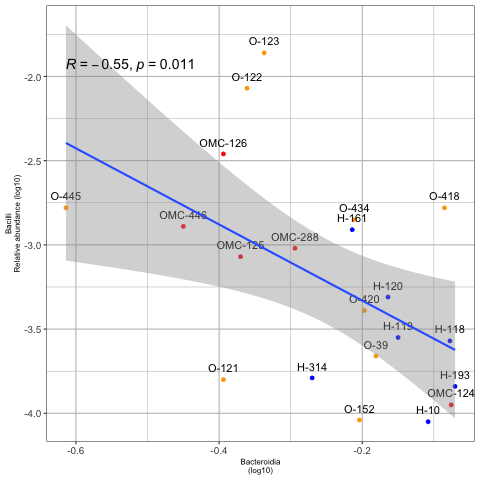 O-123
R = −0.55, p = 0.011
O-122
-2.0
OMC-126
-2.5
O-445
O-418
O-434
H-161
OMC-446
OMC-288
OMC-125
-3.0
H-120
O-420
H-119
H-118
-3.5
O-39
O-121
H-314
H-193
OMC-124
O-152
H-10
-4.0
-0.6
-0.4
-0.2
Bacteroidia
(log10)
Bacilli
Relative abundante (log10)